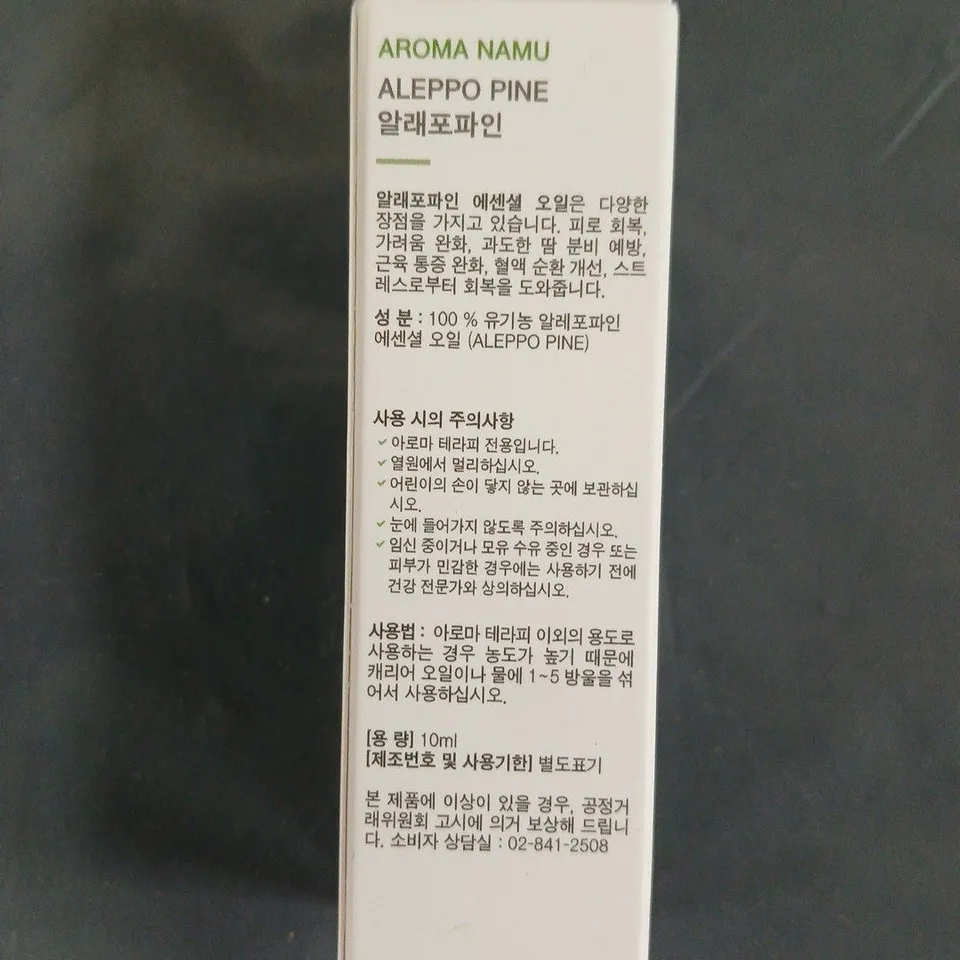 AROMA NAMU
ALEPPO PINE
알래포파인
알래포파인 에센셜 오일은 다양한
장점을 가지고 있습니다. 피로 회복,
가려움 완화, 과도한 땀 분비 예방,
근육 통증 완화, 혈액 순환 개선, 스트
레스로부터 회복을 도와줍니다.
성 분 : 100 % 유기농 알레포파인
에센셜 오일 (ALEPPO PINE)
사용 시의 주의사항
✓ 아로마 테라피 전용입니다.
✓ 열원에서 멀리하십시오.
✓ 어린이의 손이 닿지 않는 곳에 보관하십
시오.
✓ 눈에 들어가지 않도록 주의하십시오.
✓ 임신 중이거나 모유 수유 중인 경우 또는
피부가 민감한 경우에는 사용하기 전에
건강 전문가와 상의하십시오.
사용법 : 아로마 테라피 이외의 용도로
사용하는 경우 농도가 높기 때문에
캐리어 오일이나 물에 1~5 방울을 섞
어서 사용하십시오.
[용 량] 10ml
[제조번호 및 사용기한] 별도표기
본 제품에 이상이 있을 경우, 공정거
래위원회 고시에 의거 보상해 드립니
다. 소비자 상담실 : 02-841-2508